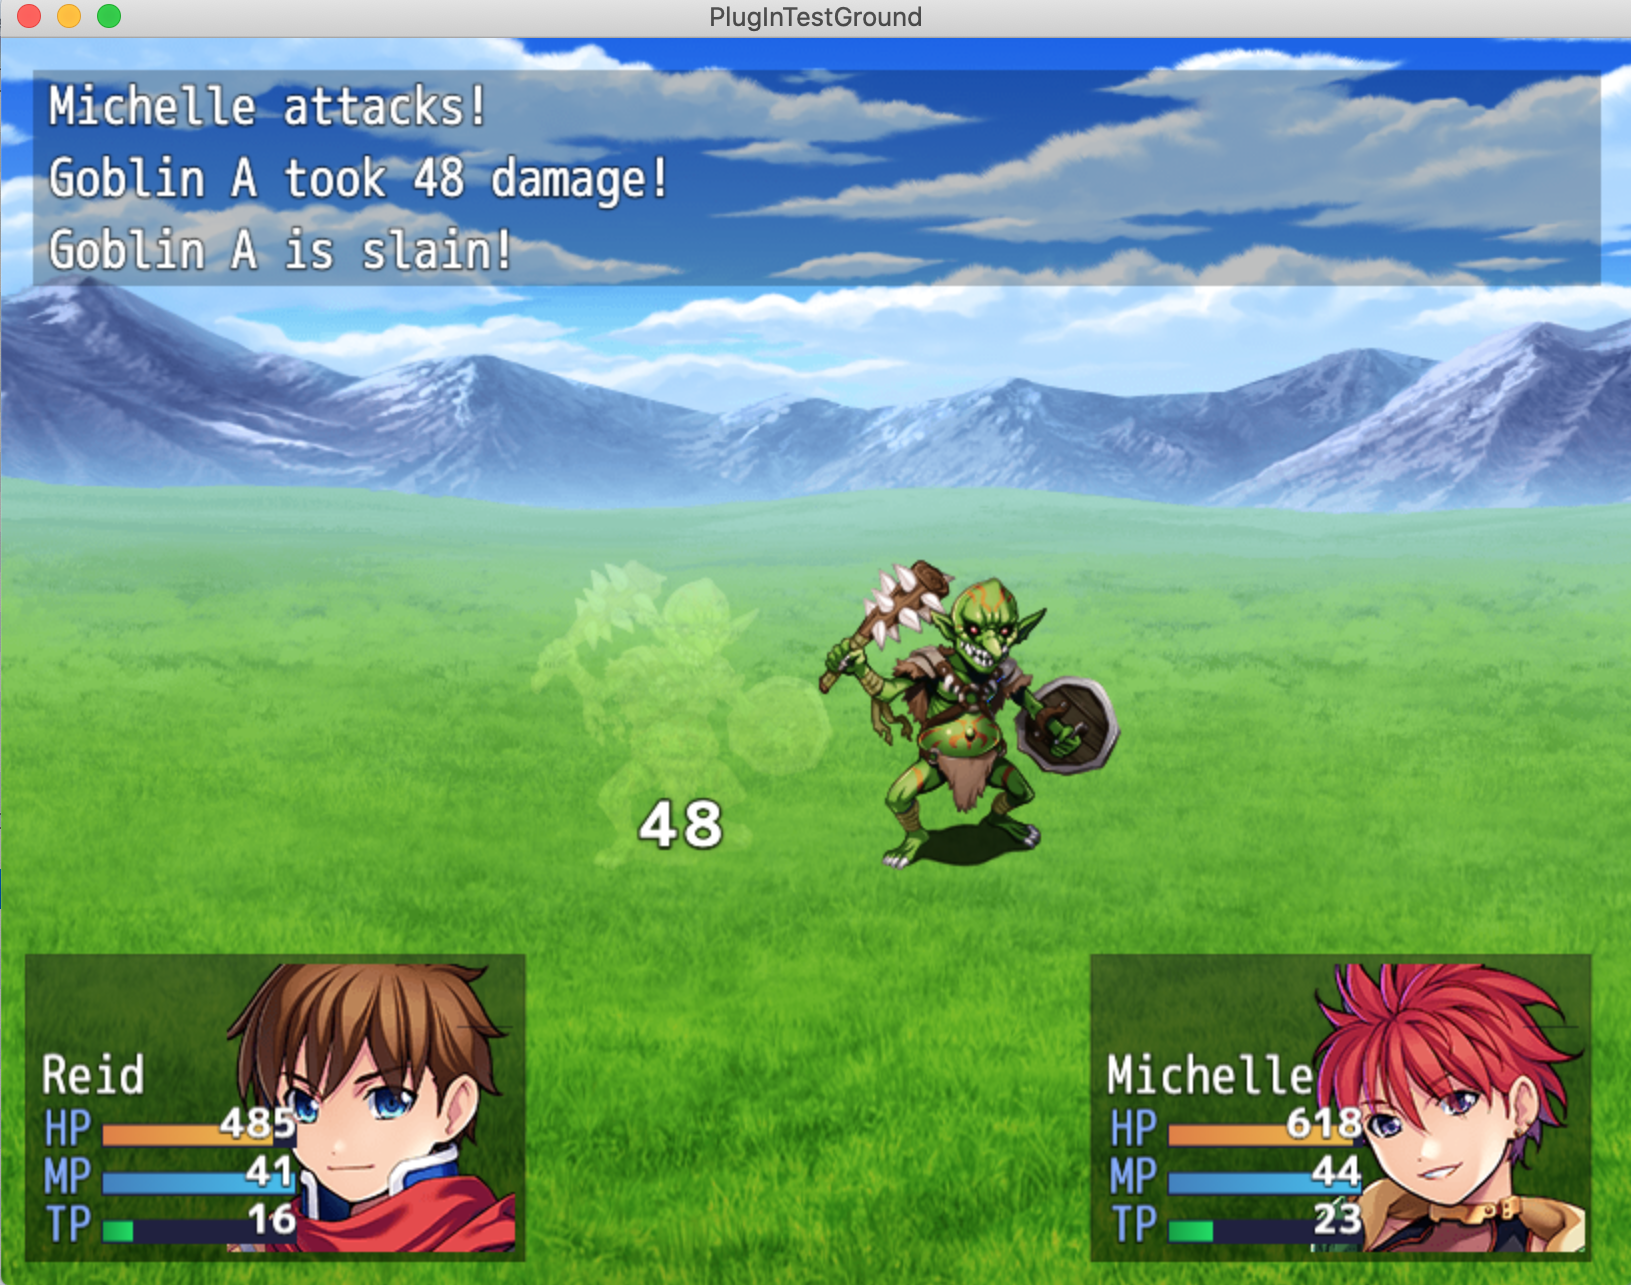 PlugInTestGround
Michelle attacks!
Goblin A took 48 damage!
Goblin A is slain!
48
Reid
HP 485
MP 41
TP 16
Michelle
HP 618
MP 44
TP 23